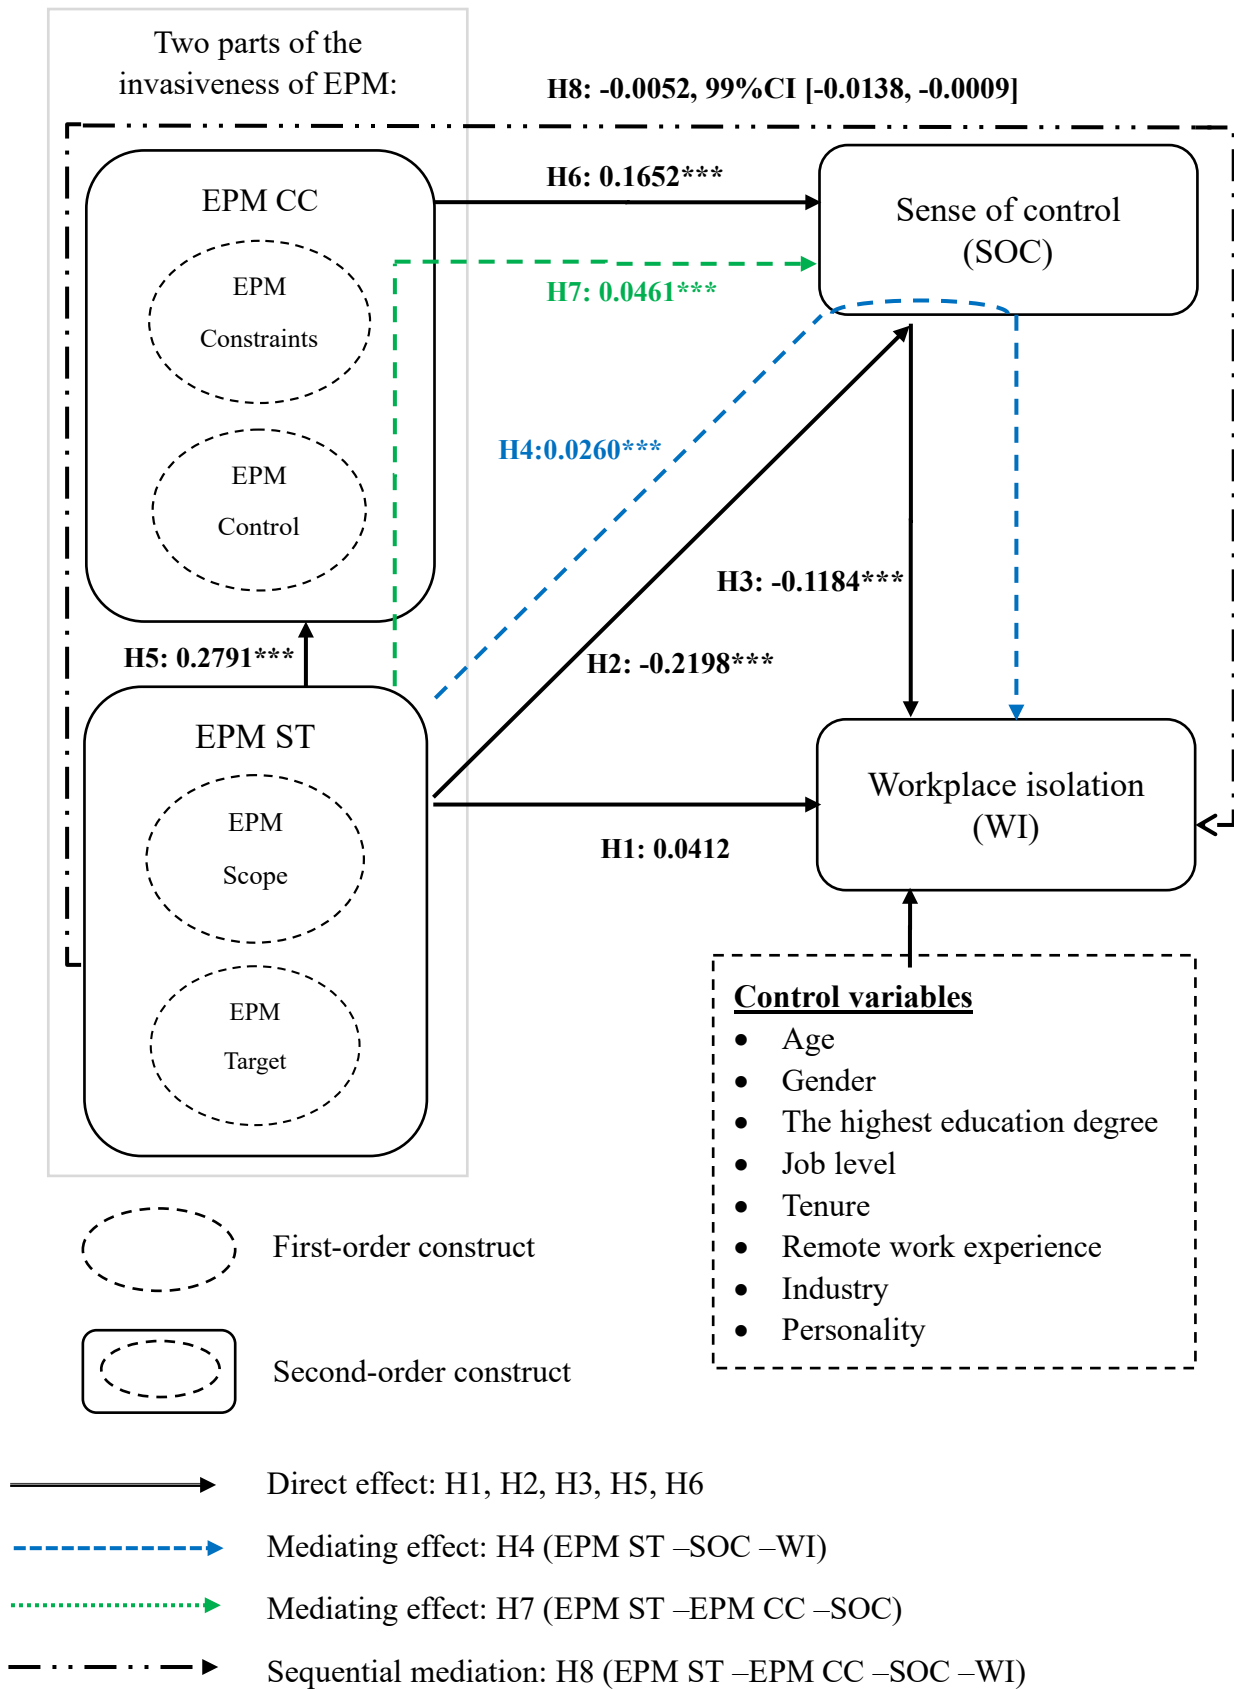 Two parts of the
invasiveness of EPM:
H8: -0.0052, 99%CI [-0.0138, -0.0009]
EPM CC
EPM
Constraints
EPM
Control
H6: 0.1652***
Sense of control
(SOC)
H7: 0.0461***
H4:0.0260***
H3: -0.1184***
H5: 0.2791***
H2: -0.2198***
EPM ST
EPM
Scope
EPM
Target
Workplace isolation
(WI)
H1: 0.0412
Control variables
• Age
• Gender
• The highest education degree
• Job level
• Tenure
• Remote work experience
• Industry
• Personality
First-order construct
Second-order construct
Direct effect: H1, H2, H3, H5, H6
Mediating effect: H4 (EPM ST –SOC –WI)
Mediating effect: H7 (EPM ST –EPM CC –SOC)
Sequential mediation: H8 (EPM ST –EPM CC –SOC –WI)